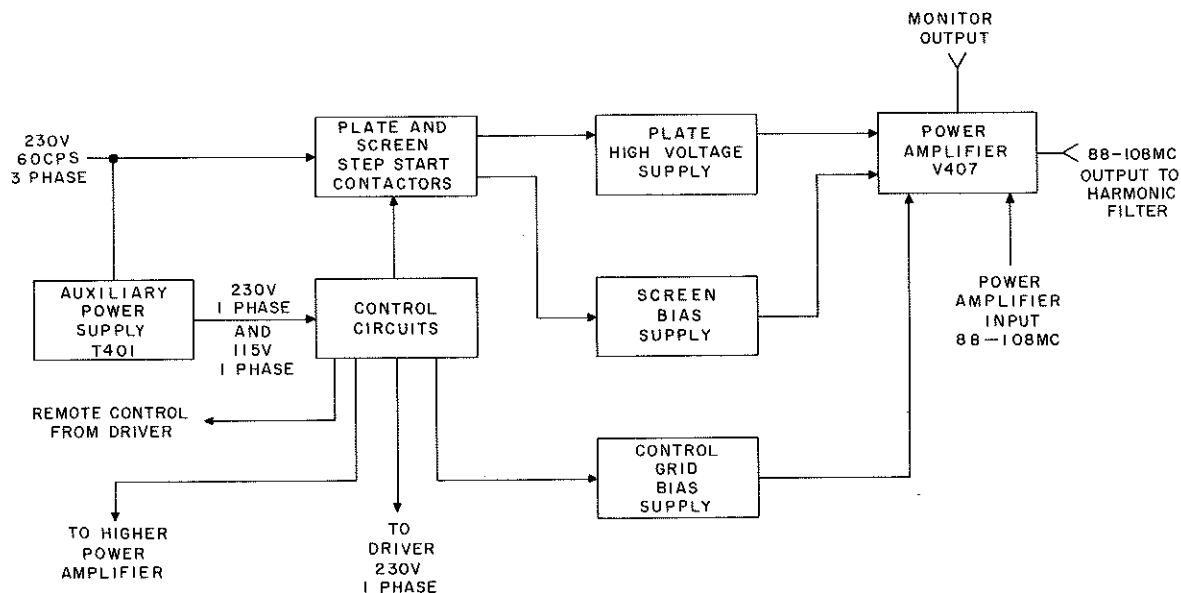 MONITOR
OUTPUT
230V
60CPS
3 PHASE
PLATE AND
SCREEN
STEP START
CONTACTORS
PLATE
HIGH VOLTAGE
SUPPLY
POWER
AMPLIFIER
V407
88-108MC
OUTPUT TO
HARMONIC
FILTER
AUXILIARY
POWER
SUPPLY
T401
230V
1 PHASE
AND
115V
1 PHASE
CONTROL
CIRCUITS
SCREEN
BIAS
SUPPLY
POWER
AMPLIFIER
INPUT
88-108MC
REMOTE CONTROL
FROM DRIVER
CONTROL
GRID
BIAS
SUPPLY
TO HIGHER
POWER
AMPLIFIER
TO
DRIVER
230V
1 PHASE